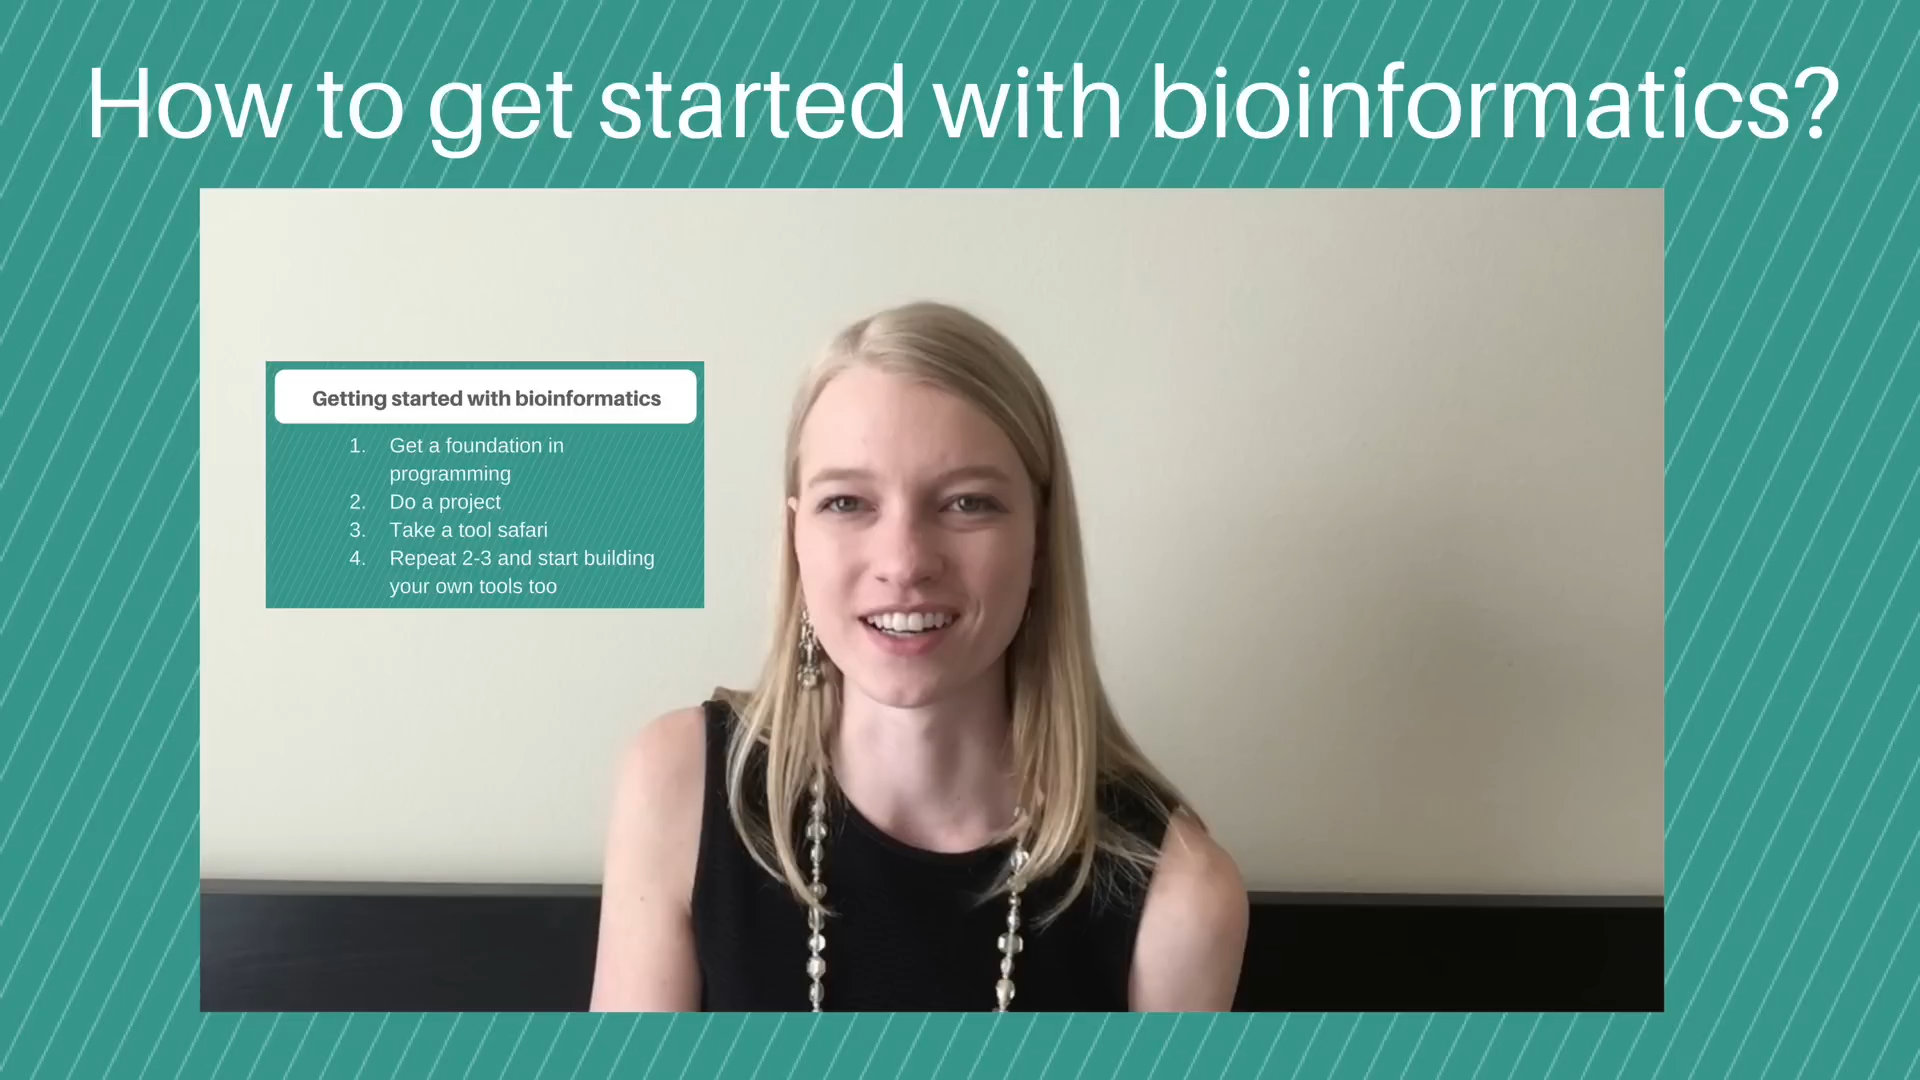 How to get started with bioinformatics?
Getting started with bioinformatics
1. Get a foundation in
programming
2. Do a project
3. Take a tool safari
4. Repeat 2-3 and start building
your own tools too